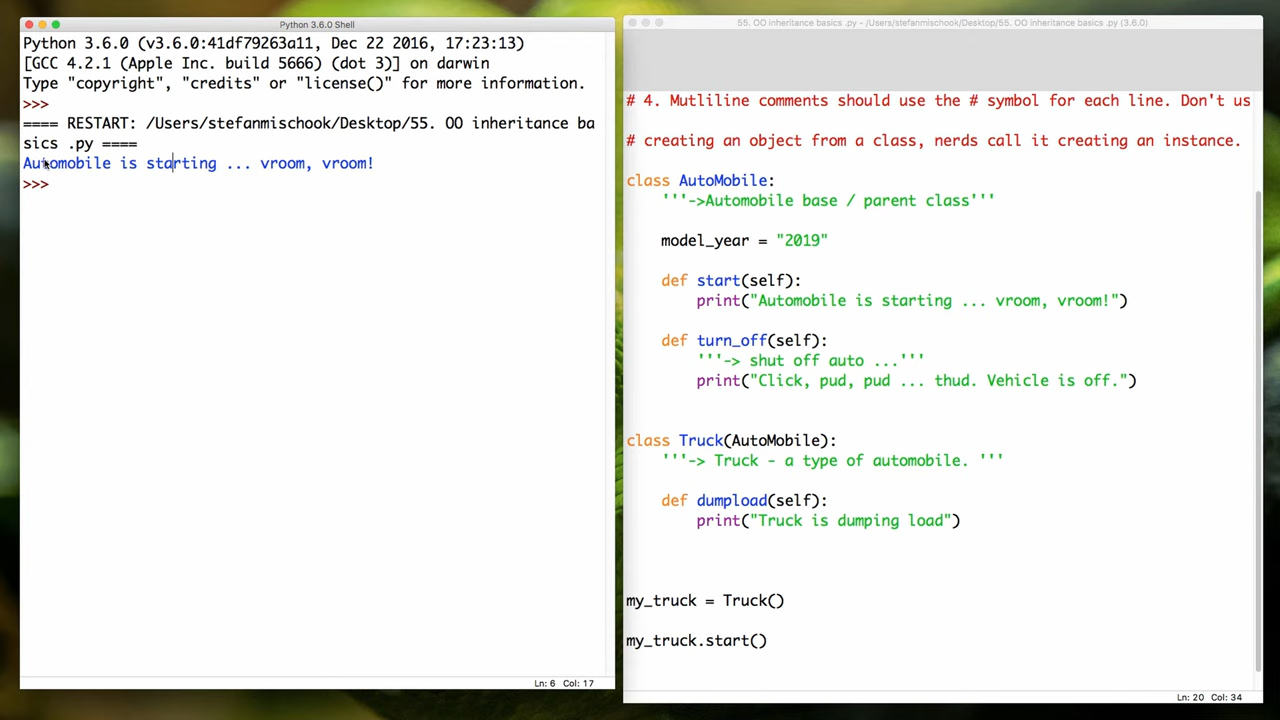 Python 3.6.0 Shell
Python 3.6.0 (v3.6.0:41df79263a11, Dec 22 2016, 17:23:13)
[GCC 4.2.1 (Apple Inc. build 5666) (dot 3)] on darwin
Type "copyright", "credits" or "license()" for more information.
>>>
==== RESTART: /Users/stefanmischook/Desktop/55. OO inheritance ba
sics .py ====
Automobile is starting ... vroom, vroom!
>>>
Ln: 6 Col: 17
55. OO inheritance basics .py - /Users/stefanmischook/Desktop/55. OO inheritance basics .py (3.6.0)
# 4. Mutliline comments should use the # symbol for each line. Don't us
# creating an object from a class, nerds call it creating an instance.
class AutoMobile:
'''->Automobile base / parent class'''
model_year = "2019"
def start(self):
print("Automobile is starting ... vroom, vroom!")
def turn_off(self):
'''-> shut off auto ...'''
print("Click, pud, pud ... thud. Vehicle is off.")
class Truck(AutoMobile):
'''-> Truck - a type of automobile. '''
def dumpload(self):
print("Truck is dumping load")
my_truck = Truck()
my_truck.start()
Ln: 20 Col: 34